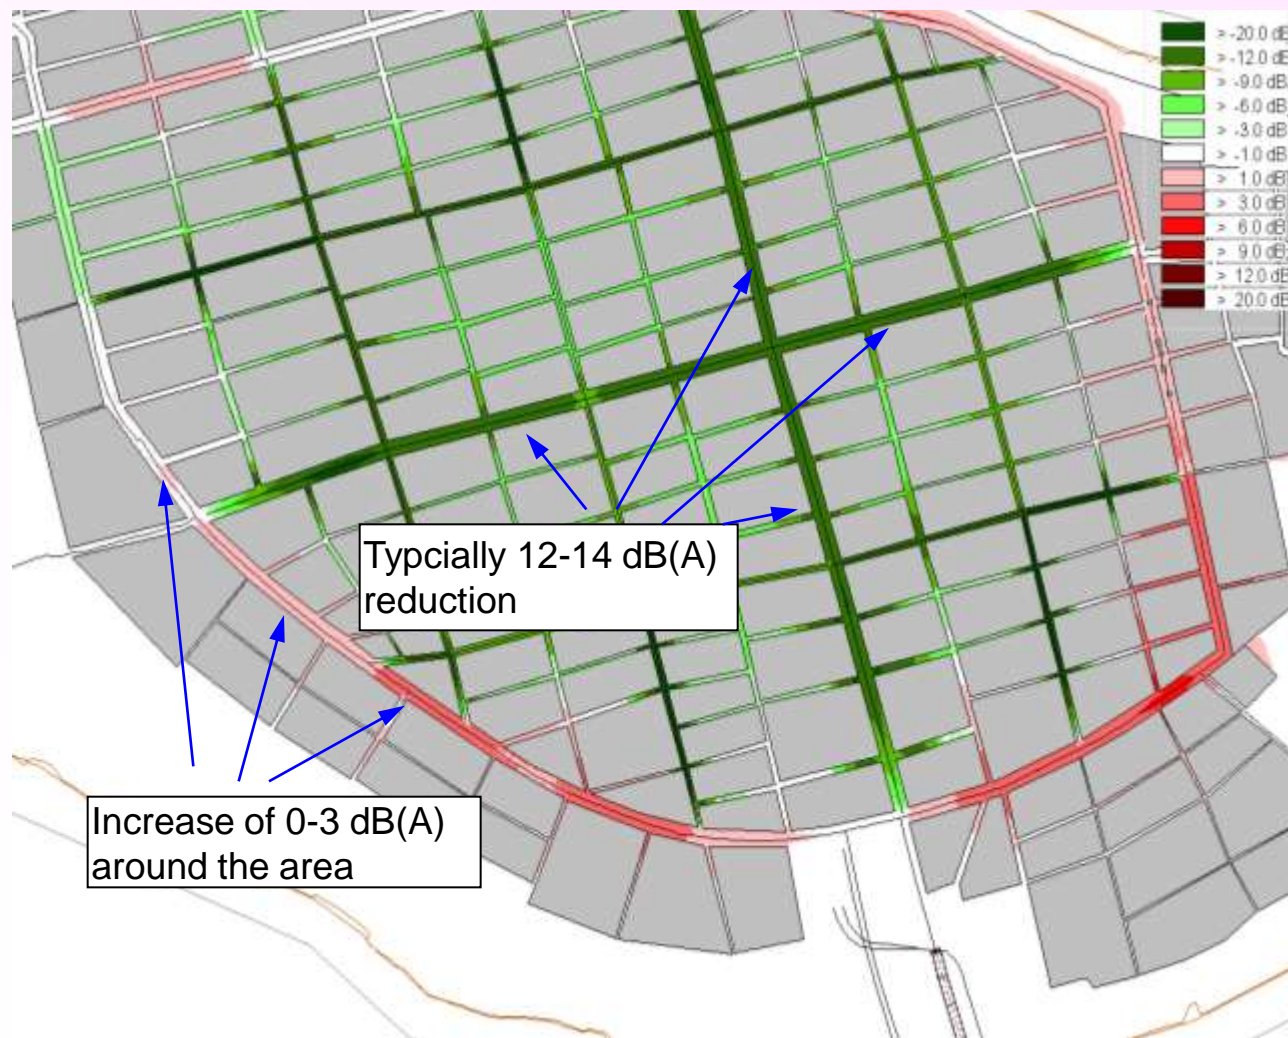 > -20.0 dB
> -12.0 dB
> -9.0 dB
> -6.0 dB
> -3.0 dB
> -1.0 dB
> 1.0 dB
> 3.0 dB
> 6.0 dB
> 9.0 dB
> 12.0 dB
> 20.0 dB
Typcially 12-14 dB(A)
reduction
Increase of 0-3 dB(A)
around the area